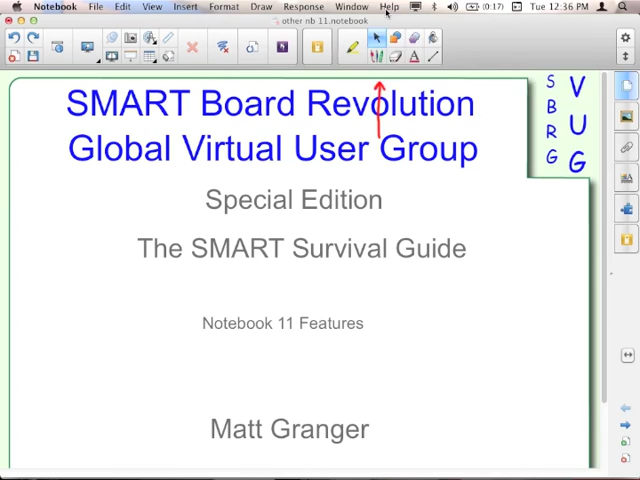 Notebook File Edit View Insert Format Draw Response Window Help (0:17) Tue 12:36 PM
other nb 11.notebook
SMART Board Revolution
Global Virtual User Group
Special Edition
The SMART Survival Guide
Notebook 11 Features
Matt Granger
S
B
R
G
V
U
G